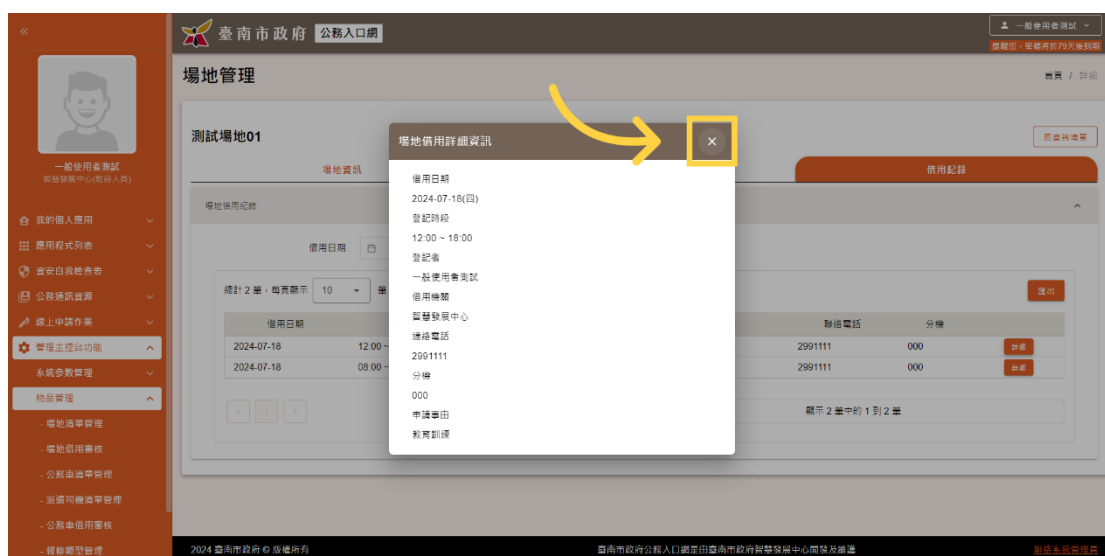 «
臺南市政府 公務入口網
一般使用者測試
提醒您，密碼將於79天後到期
一般使用者測試
智慧發展中心(駐府人員)
我的個人應用
應用程式列表
資安自我檢查表
公務通訊資源
線上申請作業
管理主控台功能
系統參數管理
物品管理
- 場地清單管理
- 場地借用審核
- 公務車清單管理
- 派遣司機清單管理
- 公務車借用審核
- 報修類型管理
場地管理
首頁 / 詳細
測試場地01
回查詢清單
場地資訊
借用紀錄
場地借用紀錄
借用日期
總計 2 筆，每頁顯示 10 筆
匯出
借用日期 聯絡電話 分機
2024-07-18 12:00 ~ 2991111 000 詳細
2024-07-18 08:00 ~ 2991111 000 詳細
‹ 1 ›
顯示 2 筆中的 1 到 2 筆
場地借用詳細資訊 ×
借用日期
2024-07-18(四)
登記時段
12:00 ~ 18:00
登記者
一般使用者測試
借用機關
智慧發展中心
連絡電話
2991111
分機
000
申請事由
教育訓練
2024 臺南市政府 © 版權所有
臺南市政府公務入口網是由臺南市政府智慧發展中心開發及維護
聯絡系統管理員